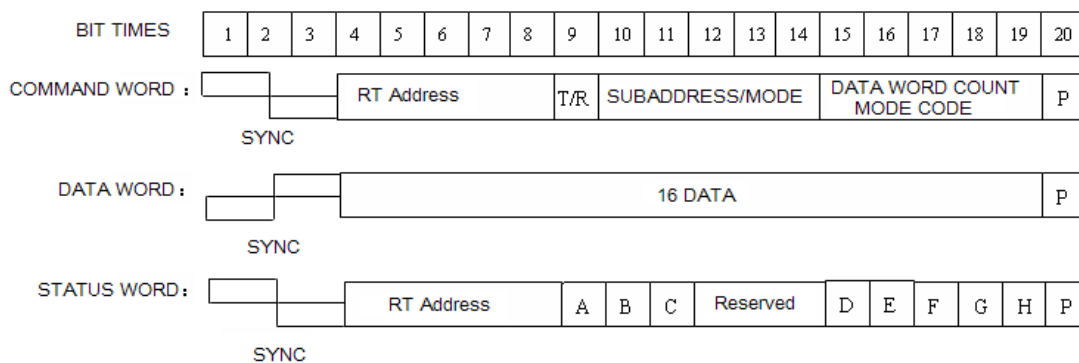 BIT TIMES 1 2 3 4 5 6 7 8 9 10 11 12 13 14 15 16 17 18 19 20
COMMAND WORD： RT Address T/R SUBADDRESS/MODE DATA WORD COUNT MODE CODE P
SYNC
DATA WORD： 16 DATA P
SYNC
STATUS WORD： RT Address A B C Reserved D E F G H P
SYNC